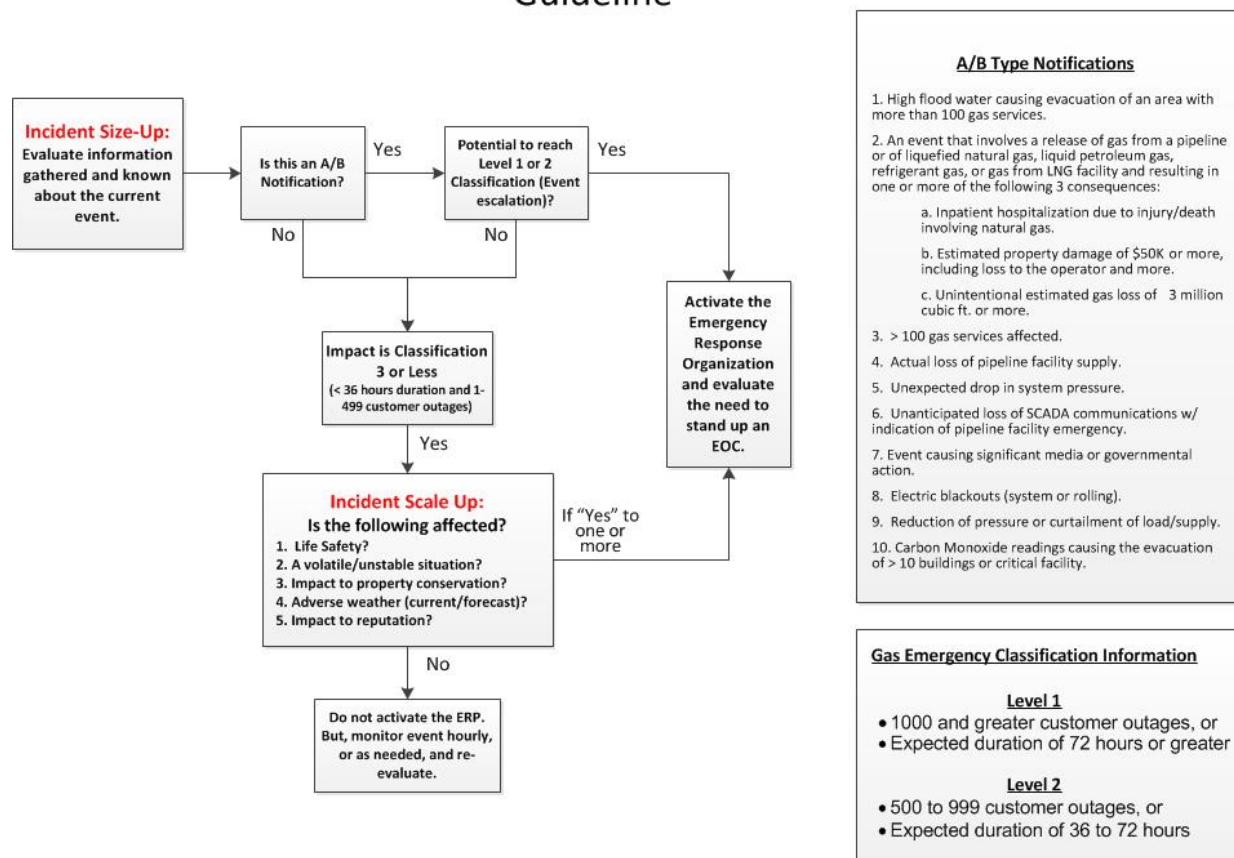 Guideline
Incident Size-Up:
Evaluate information
gathered and known
about the current
event.
Is this an A/B
Notification?
Yes
No
Potential to reach
Level 1 or 2
Classification (Event
escalation)?
Yes
No
Impact is Classification
3 or Less
(< 36 hours duration and 1-
499 customer outages)
Yes
Activate the
Emergency
Response
Organization
and evaluate
the need to
stand up an
EOC.
Incident Scale Up:
Is the following affected?
1. Life Safety?
2. A volatile/unstable situation?
3. Impact to property conservation?
4. Adverse weather (current/forecast)?
5. Impact to reputation?
If “Yes” to
one or
more
No
Do not activate the ERP.
But, monitor event hourly,
or as needed, and re-
evaluate.
A/B Type Notifications
1. High flood water causing evacuation of an area with
more than 100 gas services.
2. An event that involves a release of gas from a pipeline
or of liquefied natural gas, liquid petroleum gas,
refrigerant gas, or gas from LNG facility and resulting in
one or more of the following 3 consequences:
a. Inpatient hospitalization due to injury/death
involving natural gas.
b. Estimated property damage of $50K or more,
including loss to the operator and more.
c. Unintentional estimated gas loss of 3 million
cubic ft. or more.
3. > 100 gas services affected.
4. Actual loss of pipeline facility supply.
5. Unexpected drop in system pressure.
6. Unanticipated loss of SCADA communications w/
indication of pipeline facility emergency.
7. Event causing significant media or governmental
action.
8. Electric blackouts (system or rolling).
9. Reduction of pressure or curtailment of load/supply.
10. Carbon Monoxide readings causing the evacuation
of > 10 buildings or critical facility.
Gas Emergency Classification Information
Level 1
• 1000 and greater customer outages, or
• Expected duration of 72 hours or greater
Level 2
• 500 to 999 customer outages, or
• Expected duration of 36 to 72 hours